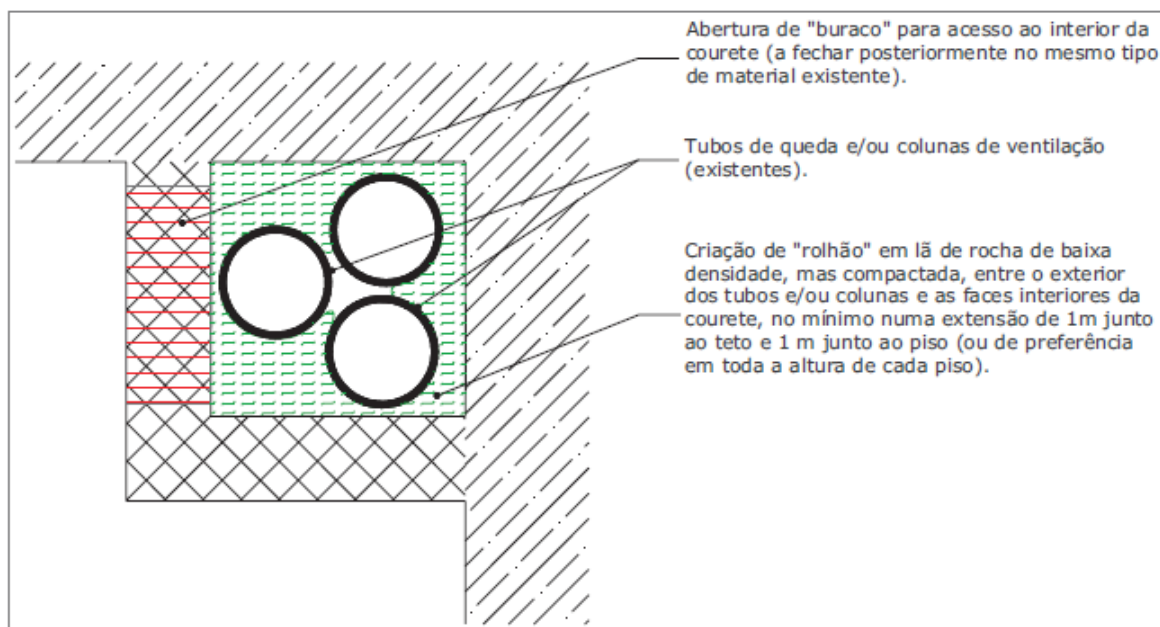 Abertura de "buraco" para acesso ao interior da
courete (a fechar posteriormente no mesmo tipo
de material existente).
Tubos de queda e/ou colunas de ventilação
(existentes).
Criação de "rolhão" em lã de rocha de baixa
densidade, mas compactada, entre o exterior
dos tubos e/ou colunas e as faces interiores da
courete, no mínimo numa extensão de 1m junto
ao teto e 1 m junto ao piso (ou de preferência
em toda a altura de cada piso).